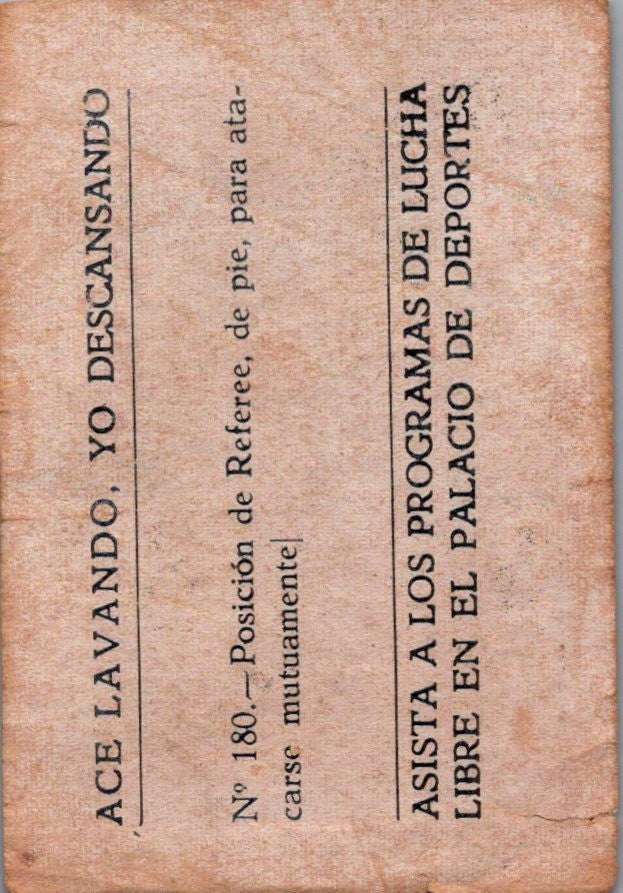 ACE LAVANDO, YO DESCANSANDO
Nº 180.—Posición de Referee, de pie, para ata-
carse mutuamente
ASISTA A LOS PROGRAMAS DE LUCHA
LIBRE EN EL PALACIO DE DEPORTES